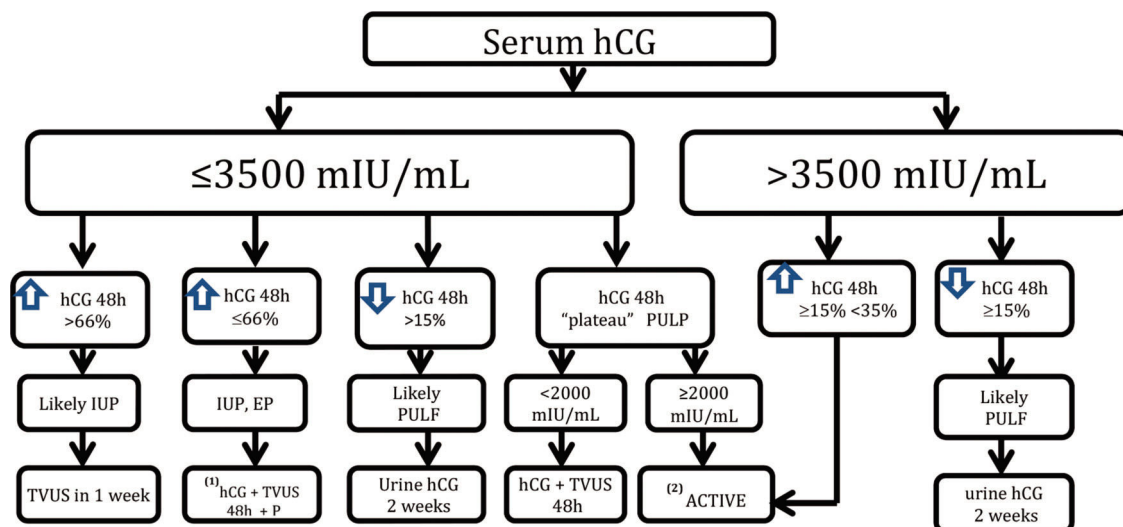 Serum hCG
≤3500 mIU/mL
>3500 mIU/mL
hCG 48h
>66%
hCG 48h
≤66%
hCG 48h
>15%
hCG 48h
“plateau” PULP
hCG 48h
≥15% <35%
hCG 48h
≥15%
Likely IUP
IUP, EP
Likely
PULF
<2000
mIU/mL
≥2000
mIU/mL
Likely
PULF
TVUS in 1 week
(1) hCG + TVUS
48h + P
Urine hCG
2 weeks
hCG + TVUS
48h
(2) ACTIVE
urine hCG
2 weeks